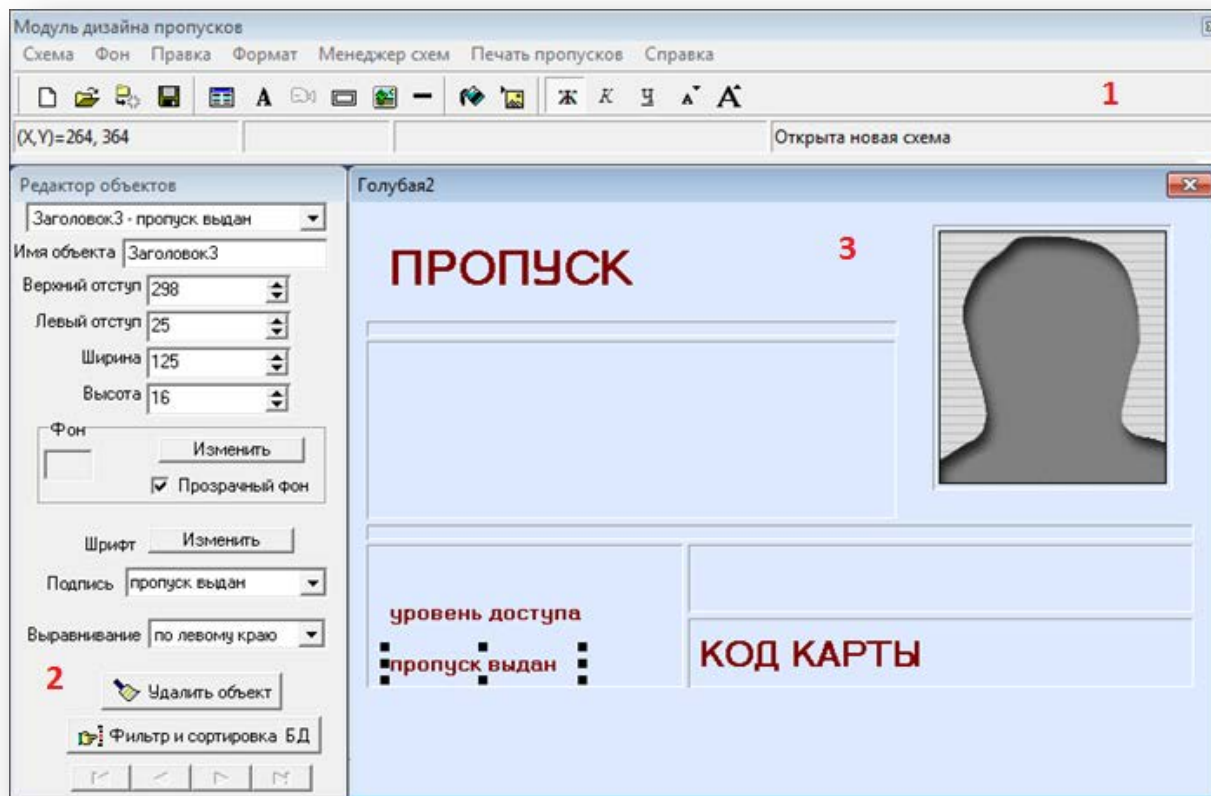 Модуль дизайна пропусков
Схема Фон Правка Формат Менеджер схем Печать пропусков Справка
А Ж К Ч А А 1
(X,Y)=264, 364 Открыта новая схема
Редактор объектов
Заголовок3 - пропуск выдан
Имя объекта Заголовок3
Верхний отступ 298
Левый отступ 25
Ширина 125
Высота 16
Фон
Изменить
Прозрачный фон
Шрифт Изменить
Подпись пропуск выдан
Выравнивание по левому краю
2
Удалить объект
Фильтр и сортировка БД
Голубая2
ПРОПУСК 3
уровень доступа
пропуск выдан
КОД КАРТЫ